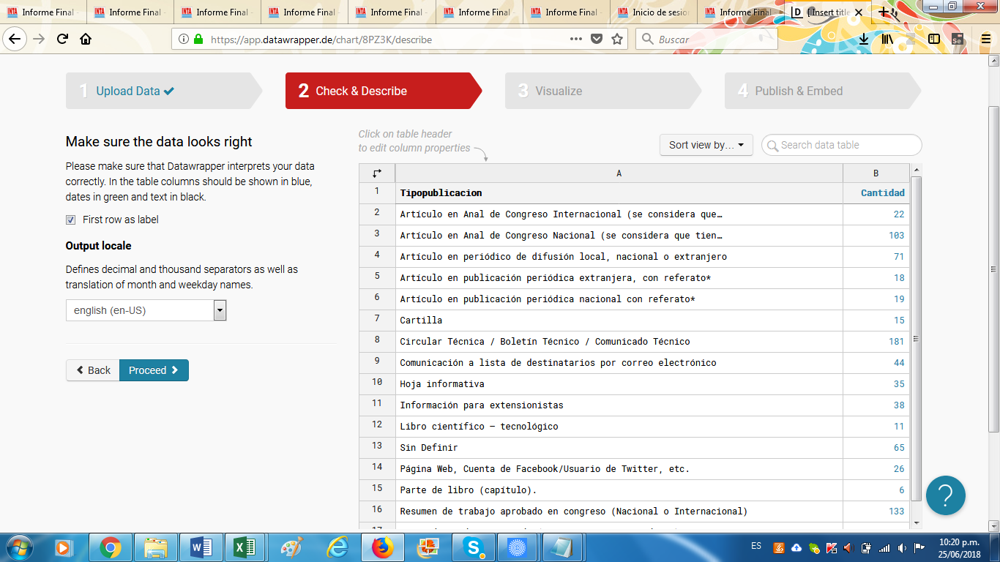 INTA Informe Final -
INTA Informe Final -
INTA Informe Final -
INTA Informe Final -
INTA Informe Final -
INTA Informe Final -
INTA Informe Final -
INTA Inicio de sesión
INTA Informe Final -
D [ Insert title
https://app.datawrapper.de/chart/8PZ3K/describe
Buscar
Se
1 Upload Data
2 Check & Describe
3 Visualize
4 Publish & Embed
Make sure the data looks right
Please make sure that Datawrapper interprets your data
correctly. In the table columns should be shown in blue,
dates in green and text in black.
First row as label
Output locale
Defines decimal and thousand separators as well as
translation of month and weekday names.
english (en-US)
Back
Proceed
Click on table header
to edit column properties
Sort view by...
Search data table
A B
1 Tipopublicacion Cantidad
2 Artículo en Anal de Congreso Internacional (se considera que… 22
3 Artículo en Anal de Congreso Nacional (se considera que tien… 103
4 Artículo en periódico de difusión local, nacional o extranjero 71
5 Artículo en publicación periódica extranjera, con referato* 18
6 Artículo en publicación periódica nacional con referato* 19
7 Cartilla 15
8 Circular Técnica / Boletín Técnico / Comunicado Técnico 181
9 Comunicación a lista de destinatarios por correo electrónico 44
10 Hoja informativa 35
11 Información para extensionistas 38
12 Libro científico – tecnológico 11
13 Sin Definir 65
14 Página Web, Cuenta de Facebook/Usuario de Twitter, etc. 26
15 Parte de libro (capítulo). 6
16 Resumen de trabajo aprobado en congreso (Nacional o Internacional) 133
?
ES
10:20 p.m.
25/06/2018